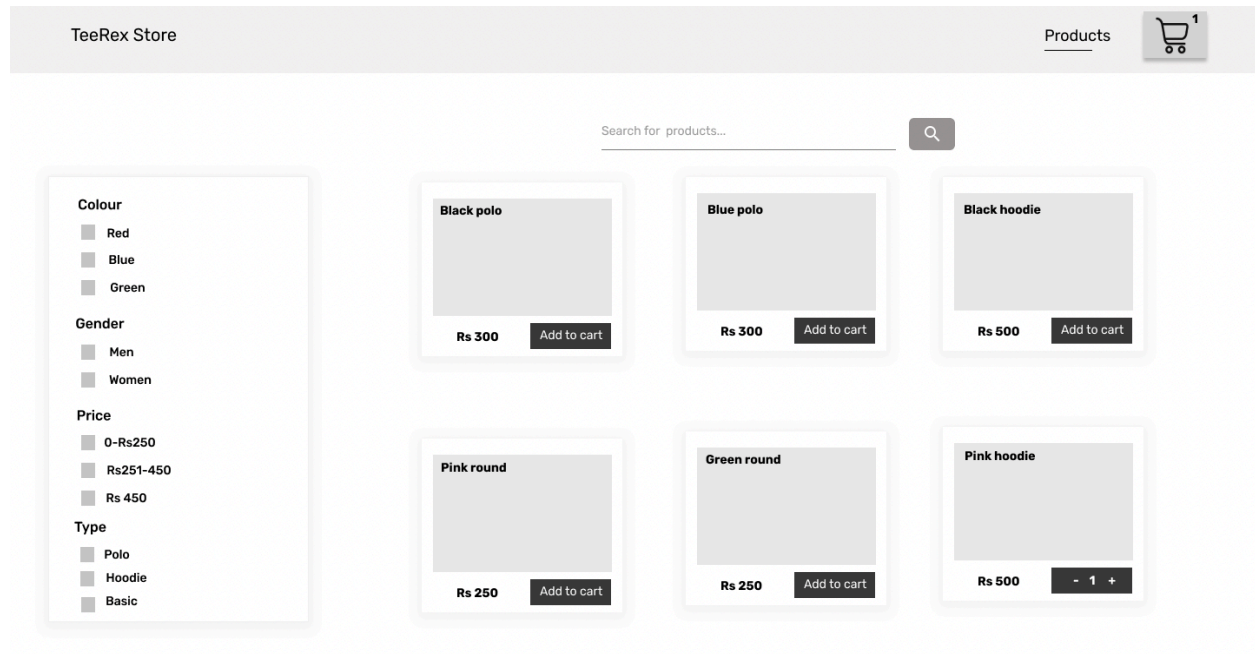 TeeRex Store
Products
1
Search for products...
Colour
Red
Blue
Green
Gender
Men
Women
Price
0-Rs250
Rs251-450
Rs 450
Type
Polo
Hoodie
Basic
Black polo
Rs 300 Add to cart
Blue polo
Rs 300 Add to cart
Black hoodie
Rs 500 Add to cart
Pink round
Rs 250 Add to cart
Green round
Rs 250 Add to cart
Pink hoodie
Rs 500 - 1 +